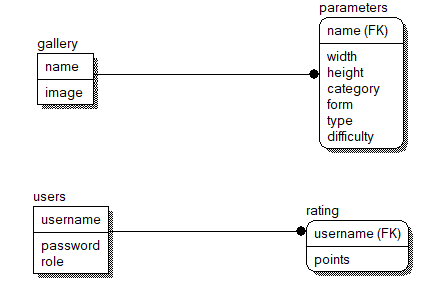 parameters
name (FK)
width
height
category
form
type
difficulty
gallery
name
image
users
username
password
role
rating
username (FK)
points